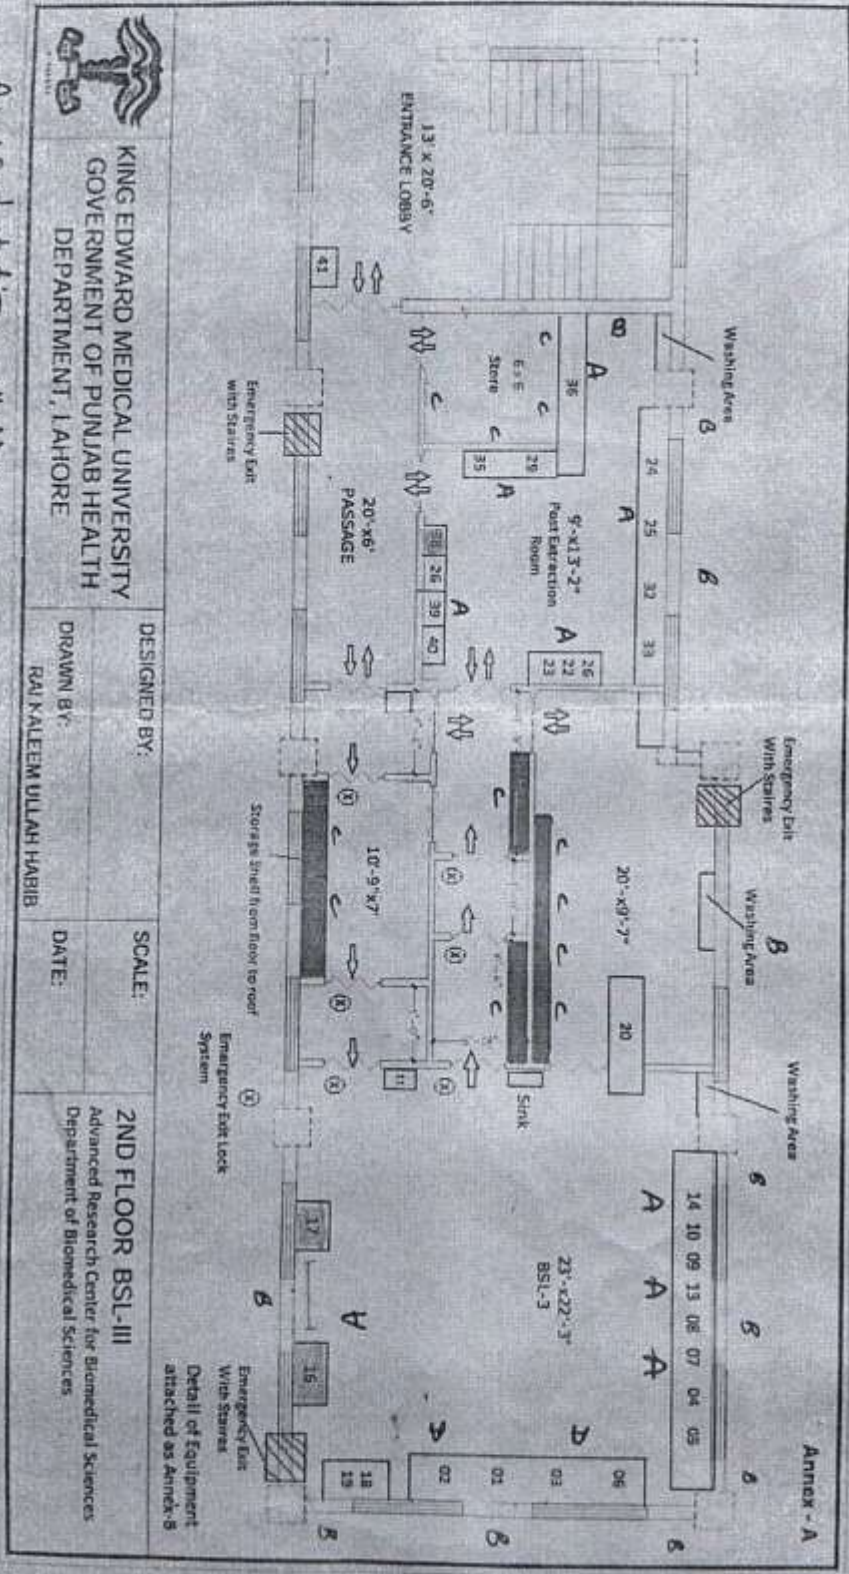 Annex - A
Washing Area
B
B
Emergency Exit
With Staires
Washing Area
B
Washing Area
B
B
B
B
24 25 32 33
A
B
36
A
C
C
C
6 x 6
Store
29
35
A
9'-x13'-2"
Post Extraction
Room
A
26
22
23
20'-x9'-7"
20
C
C
C
C
C
C
Sink
14 10 09 13 08 07 04 05
A
A
A
23'-x22'-3"
BSL-3
D
D
06
03
01
02
B
13' x 20'-6"
ENTRANCE LOBBY
C
26
39
40
A
20'-x6'
PASSAGE
41
10'-9"x7'
C
C
X
X
X
X
X
X
11
A
17
16
18
19
B
B
Emergency Exit
with Staires
Storage Shelf from floor to roof
X
Emergency Exit Lock
System
Emergency Exit
With Staires
Detail of Equipment
attached as Annex-B
KING EDWARD MEDICAL UNIVERSITY
GOVERNMENT OF PUNJAB HEALTH
DEPARTMENT, LAHORE
DESIGNED BY:
DRAWN BY:
RAI KALEEM ULLAH HABIB
SCALE:
DATE:
2ND FLOOR BSL-III
Advanced Research Center for Biomedical Sciences
Department of Biomedical Sciences